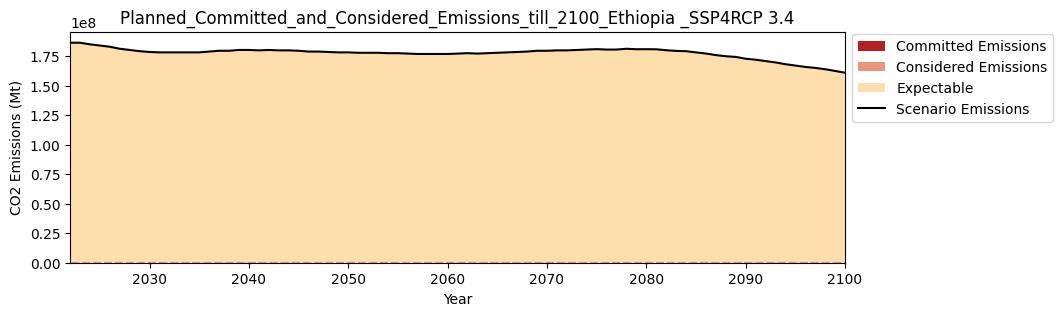 Planned_Committed_and_Considered_Emissions_till_2100_Ethiopia _SSP4RCP 3.4
1e8
CO2 Emissions (Mt)
1.75
1.50
1.25
1.00
0.75
0.50
0.25
0.00
2030 2040 2050 2060 2070 2080 2090 2100
Year
Committed Emissions
Considered Emissions
Expectable
Scenario Emissions